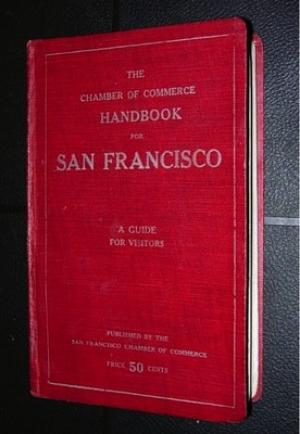 THE
CHAMBER OF COMMERCE
HANDBOOK
FOR
SAN FRANCISCO
A GUIDE
FOR VISITORS
PUBLISHED BY THE
SAN FRANCISCO CHAMBER OF COMMERCE
PRICE 50 CENTS